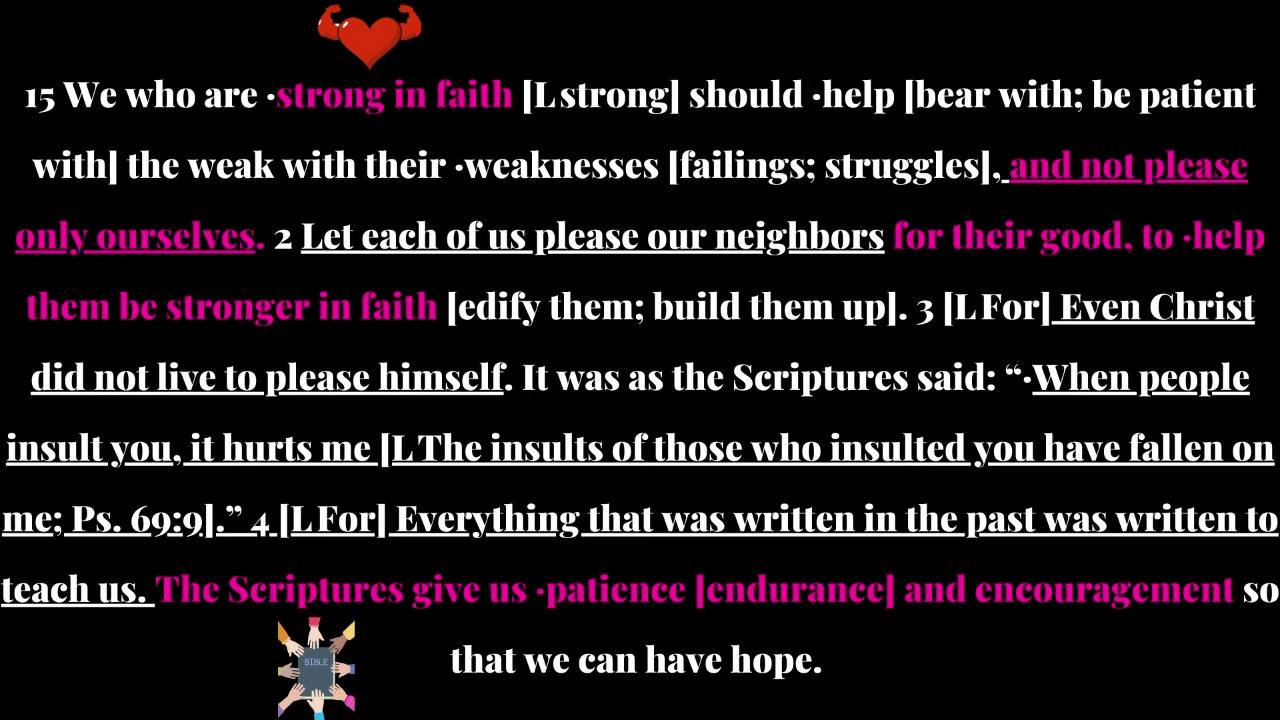 15 We who are ·strong in faith [L strong] should ·help [bear with; be patient
with] the weak with their ·weaknesses [failings; struggles], and not please
only ourselves. 2 Let each of us please our neighbors for their good, to ·help
them be stronger in faith [edify them; build them up]. 3 [L For] Even Christ
did not live to please himself. It was as the Scriptures said: “·When people
insult you, it hurts me [L The insults of those who insulted you have fallen on
me; Ps. 69:9].” 4 [L For] Everything that was written in the past was written to
teach us. The Scriptures give us ·patience [endurance] and encouragement so
that we can have hope.
BIBLE